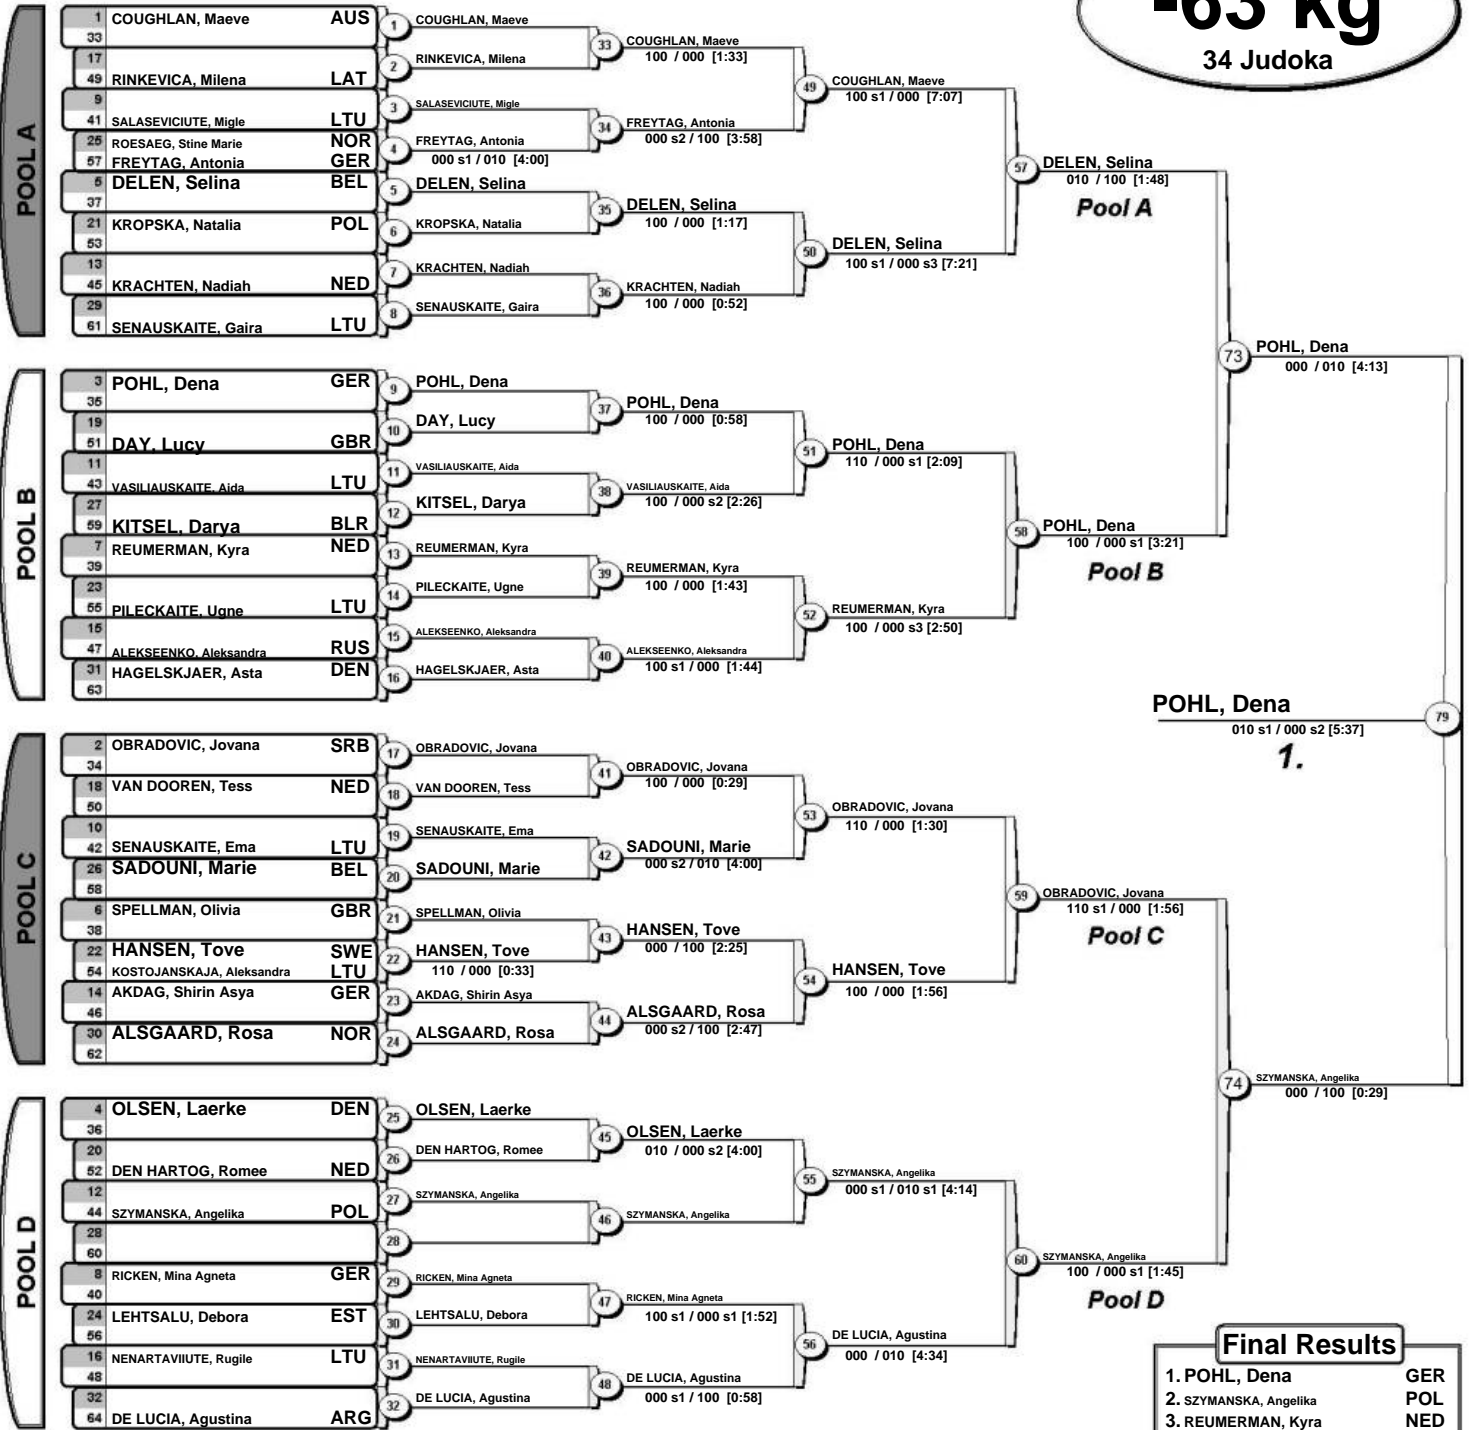 -63 kg
34 Judoka
POOL A
1 COUGHLAN, Maeve AUS
33
17
49 RINKEVICA, Milena LAT
9
41 SALASEVICIUTE, Migle LTU
25 ROESAEG, Stine Marie NOR
57 FREYTAG, Antonia GER
5 DELEN, Selina BEL
37
21 KROPSKA, Natalia POL
53
13
45 KRACHTEN, Nadiah NED
29
61 SENAUSKAITE, Gaira LTU
1 COUGHLAN, Maeve
2 RINKEVICA, Milena
3 SALASEVICIUTE, Migle
4 FREYTAG, Antonia
000 s1 / 010 [4:00]
5 DELEN, Selina
6 KROPSKA, Natalia
7 KRACHTEN, Nadiah
8 SENAUSKAITE, Gaira
33 COUGHLAN, Maeve
100 / 000 [1:33]
34 FREYTAG, Antonia
000 s2 / 100 [3:58]
35 DELEN, Selina
100 / 000 [1:17]
36 KRACHTEN, Nadiah
100 / 000 [0:52]
49 COUGHLAN, Maeve
100 s1 / 000 [7:07]
50 DELEN, Selina
100 s1 / 000 s3 [7:21]
57 DELEN, Selina
010 / 100 [1:48]
Pool A
POOL B
3 POHL, Dena GER
35
19
51 DAY, Lucy GBR
11
43 VASILIAUSKAITE, Aida LTU
27
59 KITSEL, Darya BLR
7 REUMERMAN, Kyra NED
39
23
55 PILECKAITE, Ugne LTU
15
47 ALEKSEENKO, Aleksandra RUS
31 HAGELSKJAER, Asta DEN
63
9 POHL, Dena
10 DAY, Lucy
11 VASILIAUSKAITE, Aida
12 KITSEL, Darya
13 REUMERMAN, Kyra
14 PILECKAITE, Ugne
15 ALEKSEENKO, Aleksandra
16 HAGELSKJAER, Asta
37 POHL, Dena
100 / 000 [0:58]
38 VASILIAUSKAITE, Aida
100 / 000 s2 [2:26]
39 REUMERMAN, Kyra
100 / 000 [1:43]
40 ALEKSEENKO, Aleksandra
100 s1 / 000 [1:44]
51 POHL, Dena
110 / 000 s1 [2:09]
52 REUMERMAN, Kyra
100 / 000 s3 [2:50]
58 POHL, Dena
100 / 000 s1 [3:21]
Pool B
73 POHL, Dena
000 / 010 [4:13]
POHL, Dena 79
010 s1 / 000 s2 [5:37]
1.
POOL C
2 OBRADOVIC, Jovana SRB
34
18 VAN DOOREN, Tess NED
50
10
42 SENAUSKAITE, Ema LTU
26 SADOUNI, Marie BEL
58
6 SPELLMAN, Olivia GBR
38
22 HANSEN, Tove SWE
54 KOSTOJANSKAJA, Aleksandra LTU
14 AKDAG, Shirin Asya GER
46
30 ALSGAARD, Rosa NOR
62
17 OBRADOVIC, Jovana
18 VAN DOOREN, Tess
19 SENAUSKAITE, Ema
20 SADOUNI, Marie
21 SPELLMAN, Olivia
22 HANSEN, Tove
110 / 000 [0:33]
23 AKDAG, Shirin Asya
24 ALSGAARD, Rosa
41 OBRADOVIC, Jovana
100 / 000 [0:29]
42 SADOUNI, Marie
000 s2 / 010 [4:00]
43 HANSEN, Tove
000 / 100 [2:25]
44 ALSGAARD, Rosa
000 s2 / 100 [2:47]
53 OBRADOVIC, Jovana
110 / 000 [1:30]
54 HANSEN, Tove
100 / 000 [1:56]
59 OBRADOVIC, Jovana
110 s1 / 000 [1:56]
Pool C
74 SZYMANSKA, Angelika
000 / 100 [0:29]
POOL D
4 OLSEN, Laerke DEN
36
20
52 DEN HARTOG, Romee NED
12
44 SZYMANSKA, Angelika POL
28
60
8 RICKEN, Mina Agneta GER
40
24 LEHTSALU, Debora EST
56
16 NENARTAVIIUTE, Rugile LTU
48
32
64 DE LUCIA, Agustina ARG
25 OLSEN, Laerke
26 DEN HARTOG, Romee
27 SZYMANSKA, Angelika
28
29 RICKEN, Mina Agneta
30 LEHTSALU, Debora
31 NENARTAVIIUTE, Rugile
32 DE LUCIA, Agustina
45 OLSEN, Laerke
010 / 000 s2 [4:00]
46 SZYMANSKA, Angelika
47 RICKEN, Mina Agneta
100 s1 / 000 s1 [1:52]
48 DE LUCIA, Agustina
000 s1 / 100 [0:58]
55 SZYMANSKA, Angelika
000 s1 / 010 s1 [4:14]
56 DE LUCIA, Agustina
000 / 010 [4:34]
60 SZYMANSKA, Angelika
100 / 000 s1 [1:45]
Pool D
Final Results
1. POHL, Dena GER
2. SZYMANSKA, Angelika POL
3. REUMERMAN, Kyra NED